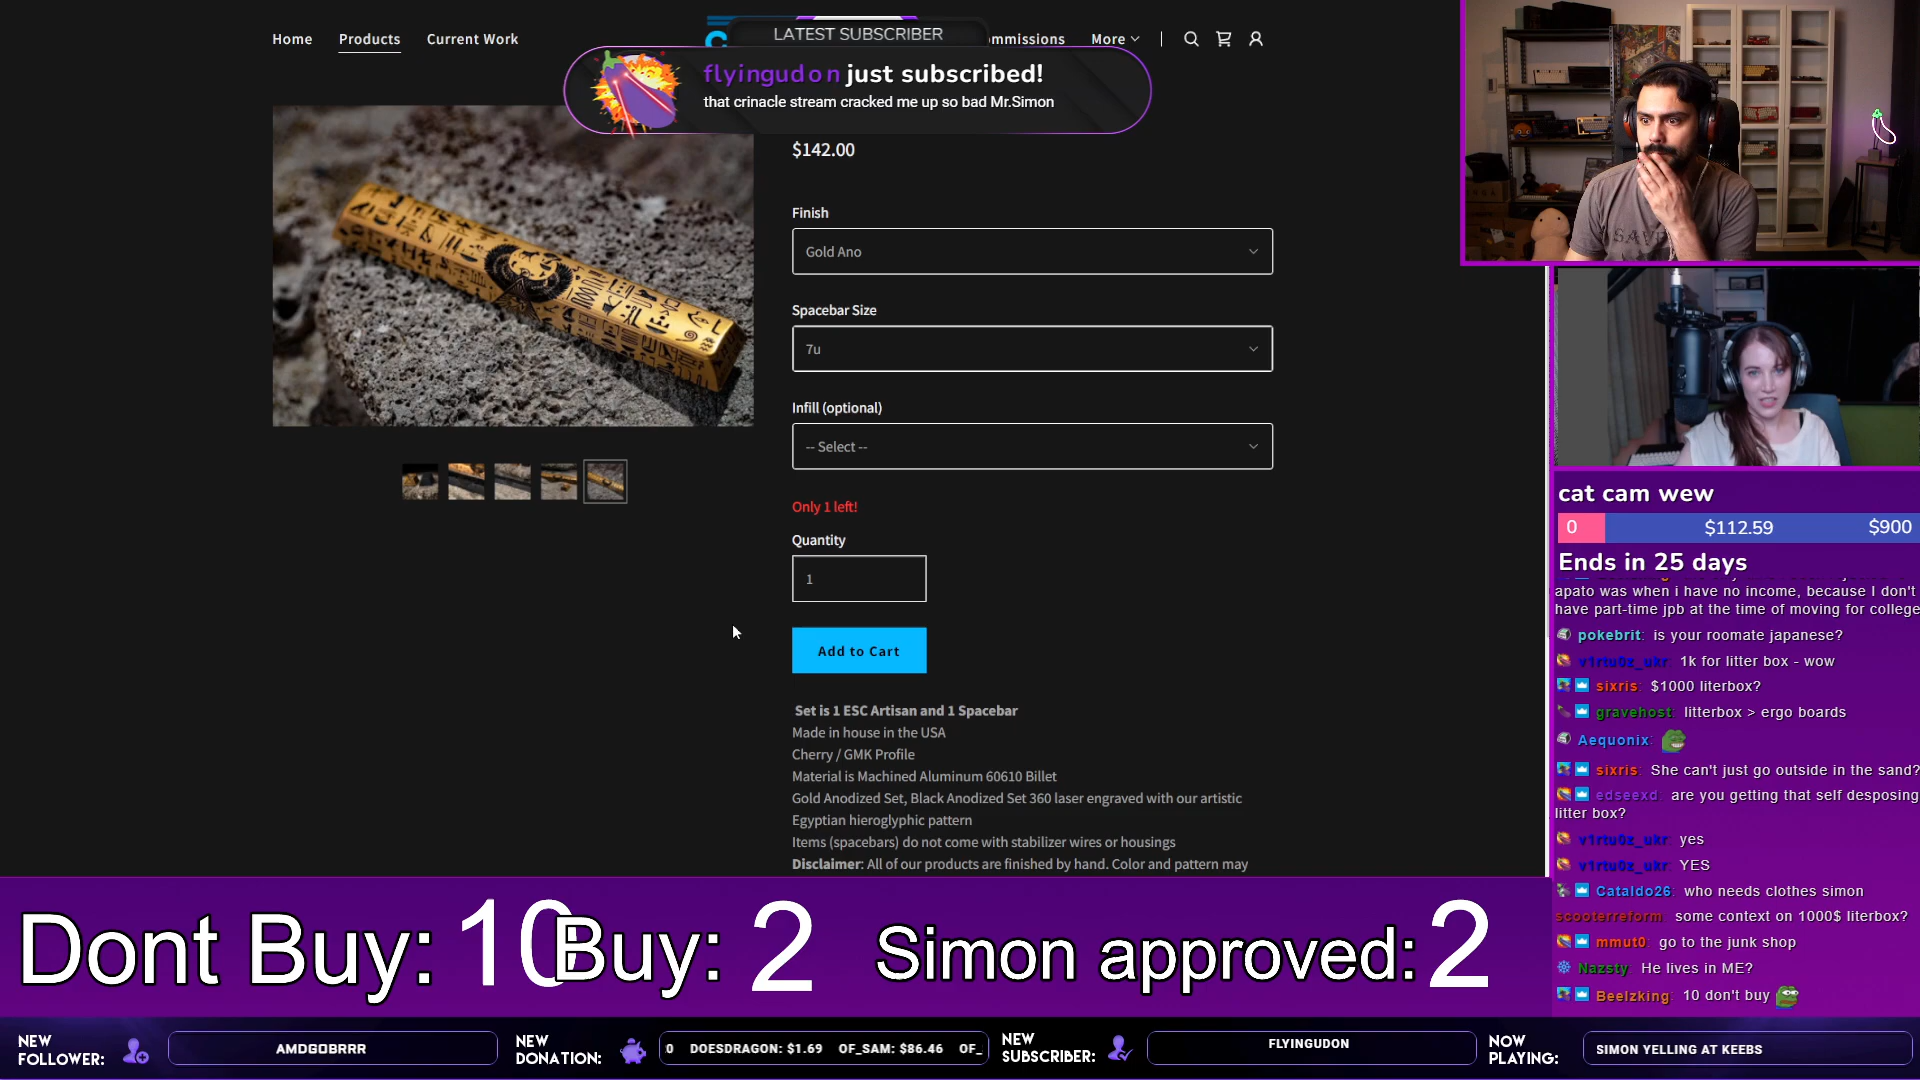 Home
Products
Current Work
mmissions
More
LATEST SUBSCRIBER
flyingudon just subscribed!
that crinacle stream cracked me up so bad Mr.Simon
$142.00
Finish
Gold Ano
Spacebar Size
7u
Infill (optional)
-- Select --
Only 1 left!
Quantity
1
Add to Cart
Set is 1 ESC Artisan and 1 Spacebar
Made in house in the USA
Cherry / GMK Profile
Material is Machined Aluminum 60610 Billet
Gold Anodized Set, Black Anodized Set 360 laser engraved with our artistic
Egyptian hieroglyphic pattern
Items (spacebars) do not come with stabilizer wires or housings
Disclaimer: All of our products are finished by hand. Color and pattern may
cat cam wew
0 $112.59 $900
Ends in 25 days
apato was when i have no income, because I don't
have part-time jpb at the time of moving for college
pokebrit: is your roomate japanese?
v1rtu0z_ukr: 1k for litter box - wow
sixris: $1000 literbox?
gravehost: litterbox > ergo boards
Aequonix:
sixris: She can't just go outside in the sand?
edseexd: are you getting that self desposing
litter box?
v1rtu0z_ukr: yes
v1rtu0z_ukr: YES
Cataldo26: who needs clothes simon
scooterreform: some context on 1000$ literbox?
mmut0: go to the junk shop
Nazsty: He lives in ME?
Beelzking: 10 don't buy
Dont Buy: 10
Buy: 2
Simon approved: 2
NEW
FOLLOWER:
AMDGOBRRR
NEW
DONATION:
0 DOESDRAGON: $1.69 OF_SAM: $86.46 OF_
NEW
SUBSCRIBER:
FLYINGUDON
NOW
PLAYING:
SIMON YELLING AT KEEBS